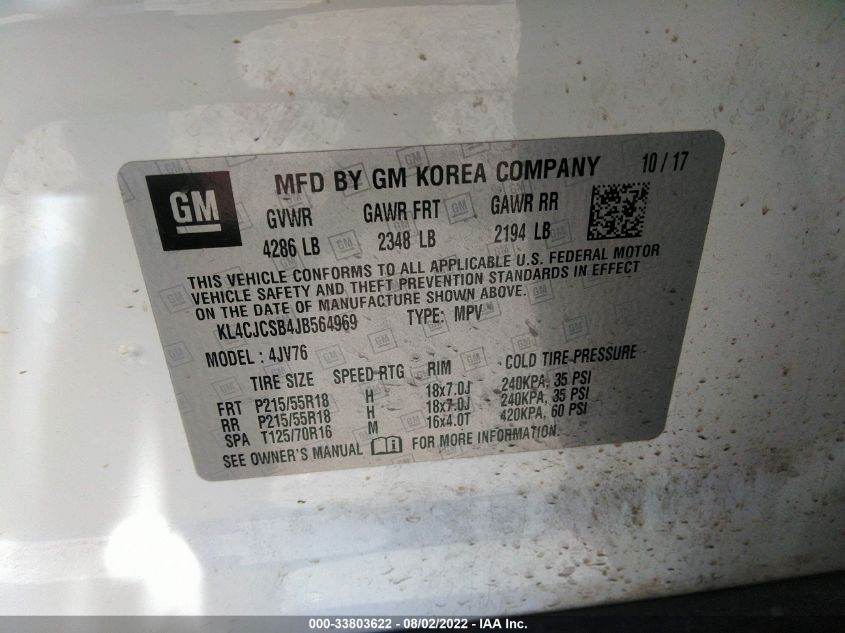 GM
MFD BY GM KOREA COMPANY 10 / 17
GVWR GAWR FRT GAWR RR
4286 LB 2348 LB 2194 LB
THIS VEHICLE CONFORMS TO ALL APPLICABLE U.S. FEDERAL MOTOR
VEHICLE SAFETY AND THEFT PREVENTION STANDARDS IN EFFECT
ON THE DATE OF MANUFACTURE SHOWN ABOVE.
KL4CJCSB4JB564969 TYPE: MPV
MODEL : 4JV76
TIRE SIZE SPEED RTG RIM COLD TIRE PRESSURE
FRT P215/55R18 H 18x7.0J 240KPA, 35 PSI
RR P215/55R18 H 18x7.0J 240KPA, 35 PSI
SPA T125/70R16 M 16x4.0T 420KPA, 60 PSI
SEE OWNER'S MANUAL FOR MORE INFORMATION.
000-33803622 - 08/02/2022 - IAA Inc.